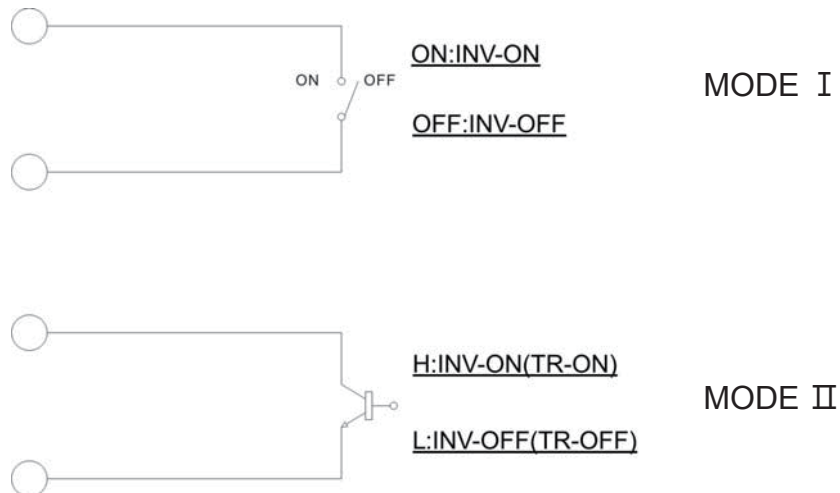 ON:INV-ON
ON OFF
MODE Ⅰ
OFF:INV-OFF
H:INV-ON(TR-ON)
MODE Ⅱ
L:INV-OFF(TR-OFF)